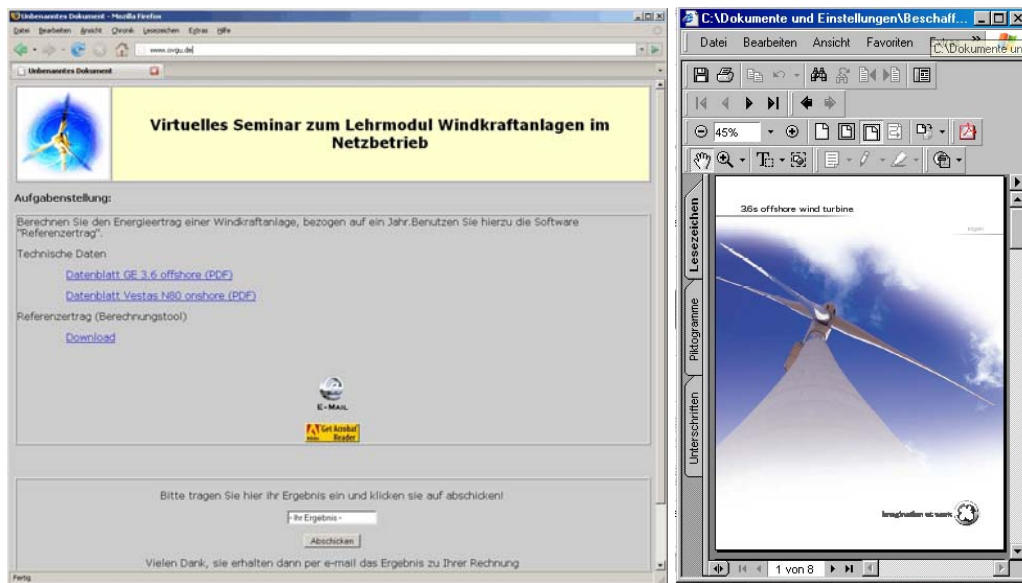 Unbenanntes Dokument - Mozilla Firefox
Datei Bearbeiten Ansicht Chronik Lesezeichen Extras Hilfe
www.ovgu.de
Unbenanntes Dokument
Virtuelles Seminar zum Lehrmodul Windkraftanlagen im
Netzbetrieb
Aufgabenstellung:
Berechnen Sie den Energieertrag einer Windkraftanlage, bezogen auf ein Jahr.Benutzen Sie hierzu die Software
"Referenzertrag".
Technische Daten
Datenblatt GE 3.6 offshore (PDF)
Datenblatt Vestas N80 onshore (PDF)
Referenzertrag (Berechnungstool)
Download
E-MAIL
Get Acrobat
Reader
Bitte tragen Sie hier ihr Ergebnis ein und klicken sie auf abschicken!
- Ihr Ergebnis -
Abschicken
Vielen Dank, sie erhalten dann per e-mail das Ergebnis zu Ihrer Rechnung
Fertig
C:\Dokumente und Einstellungen\Beschaff...
Datei Bearbeiten Ansicht Favoriten
C:\Dokumente un
45%
Lesezeichen
Piktogramme
Unterschriften
3.6s offshore wind turbine
imagination at work
1 von 8